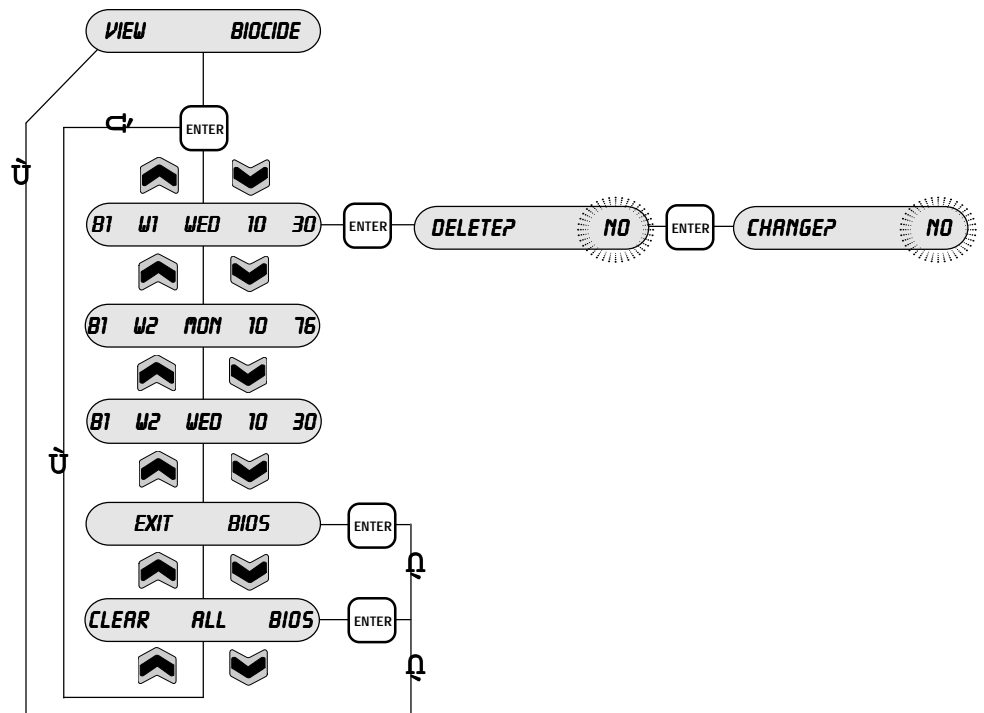 VIEW BIOCIDE
ENTER
B1 W1 WED 10 30
ENTER
DELETE? NO
ENTER
CHANGE? NO
B1 W2 MON 10 76
B1 W2 WED 10 30
EXIT BIOS
ENTER
CLEAR ALL BIOS
ENTER